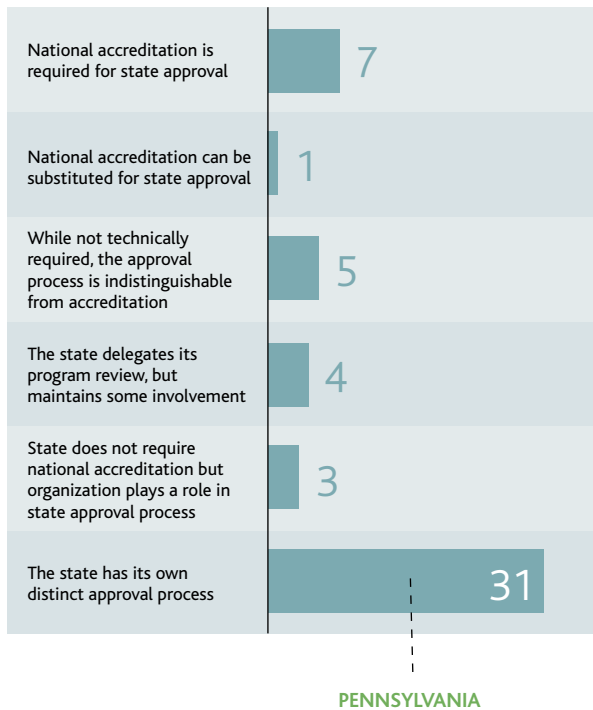 National accreditation is
required for state approval
7
National accreditation can be
substituted for state approval
1
While not technically
required, the approval
process is indistinguishable
from accreditation
5
The state delegates its
program review, but
maintains some involvement
4
State does not require
national accreditation but
organization plays a role in
state approval process
3
The state has its own
distinct approval process
31
PENNSYLVANIA